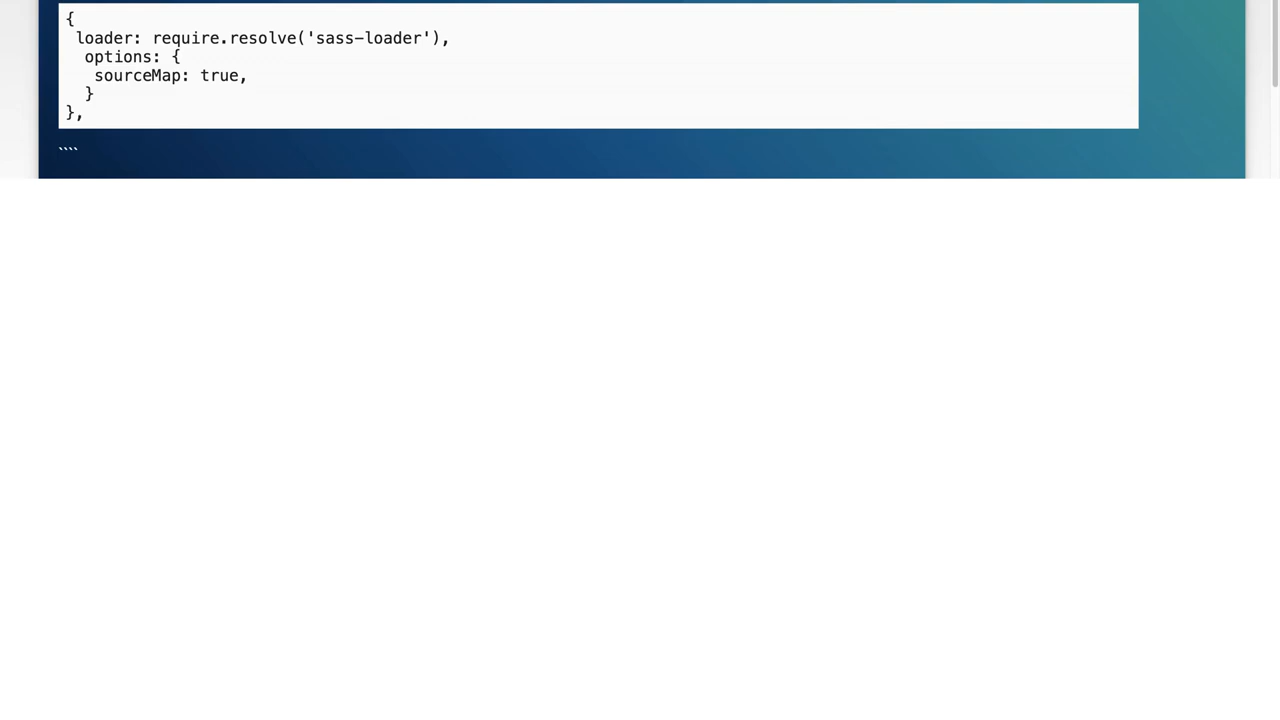 {
 loader: require.resolve('sass-loader'),
  options: {
   sourceMap: true,
  }
},
````